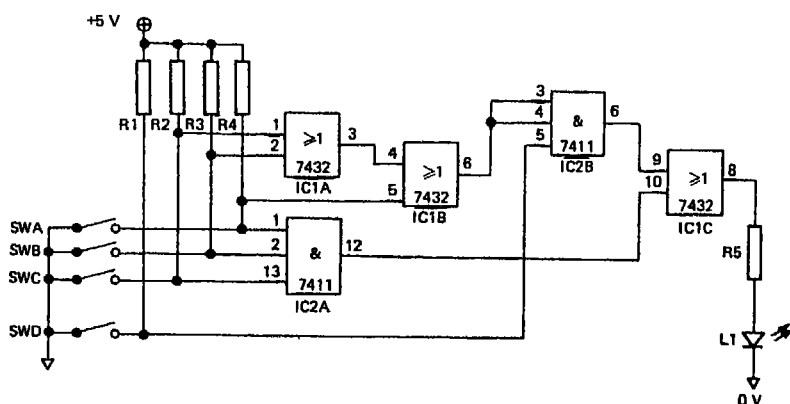 +5 V
R1 R2 R3 R4
1
2
≥1
7432
IC1A
3
4
5
≥1
7432
IC1B
6
3
4
5
&
7411
IC2B
6
9
10
≥1
7432
IC1C
8
SWA
SWB
SWC
SWD
1
2
13
&
7411
IC2A
12
R5
L1
0 V